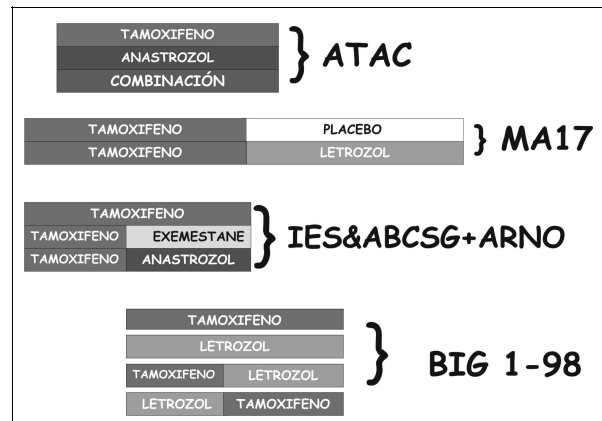 TAMOXIFENO
ANASTROZOL
COMBINACIÓN
} ATAC
TAMOXIFENO PLACEBO
TAMOXIFENO LETROZOL
} MA17
TAMOXIFENO
TAMOXIFENO EXEMESTANE
TAMOXIFENO ANASTROZOL
} IES&ABCSG+ARNO
TAMOXIFENO
LETROZOL
TAMOXIFENO LETROZOL
LETROZOL TAMOXIFENO
} BIG 1-98